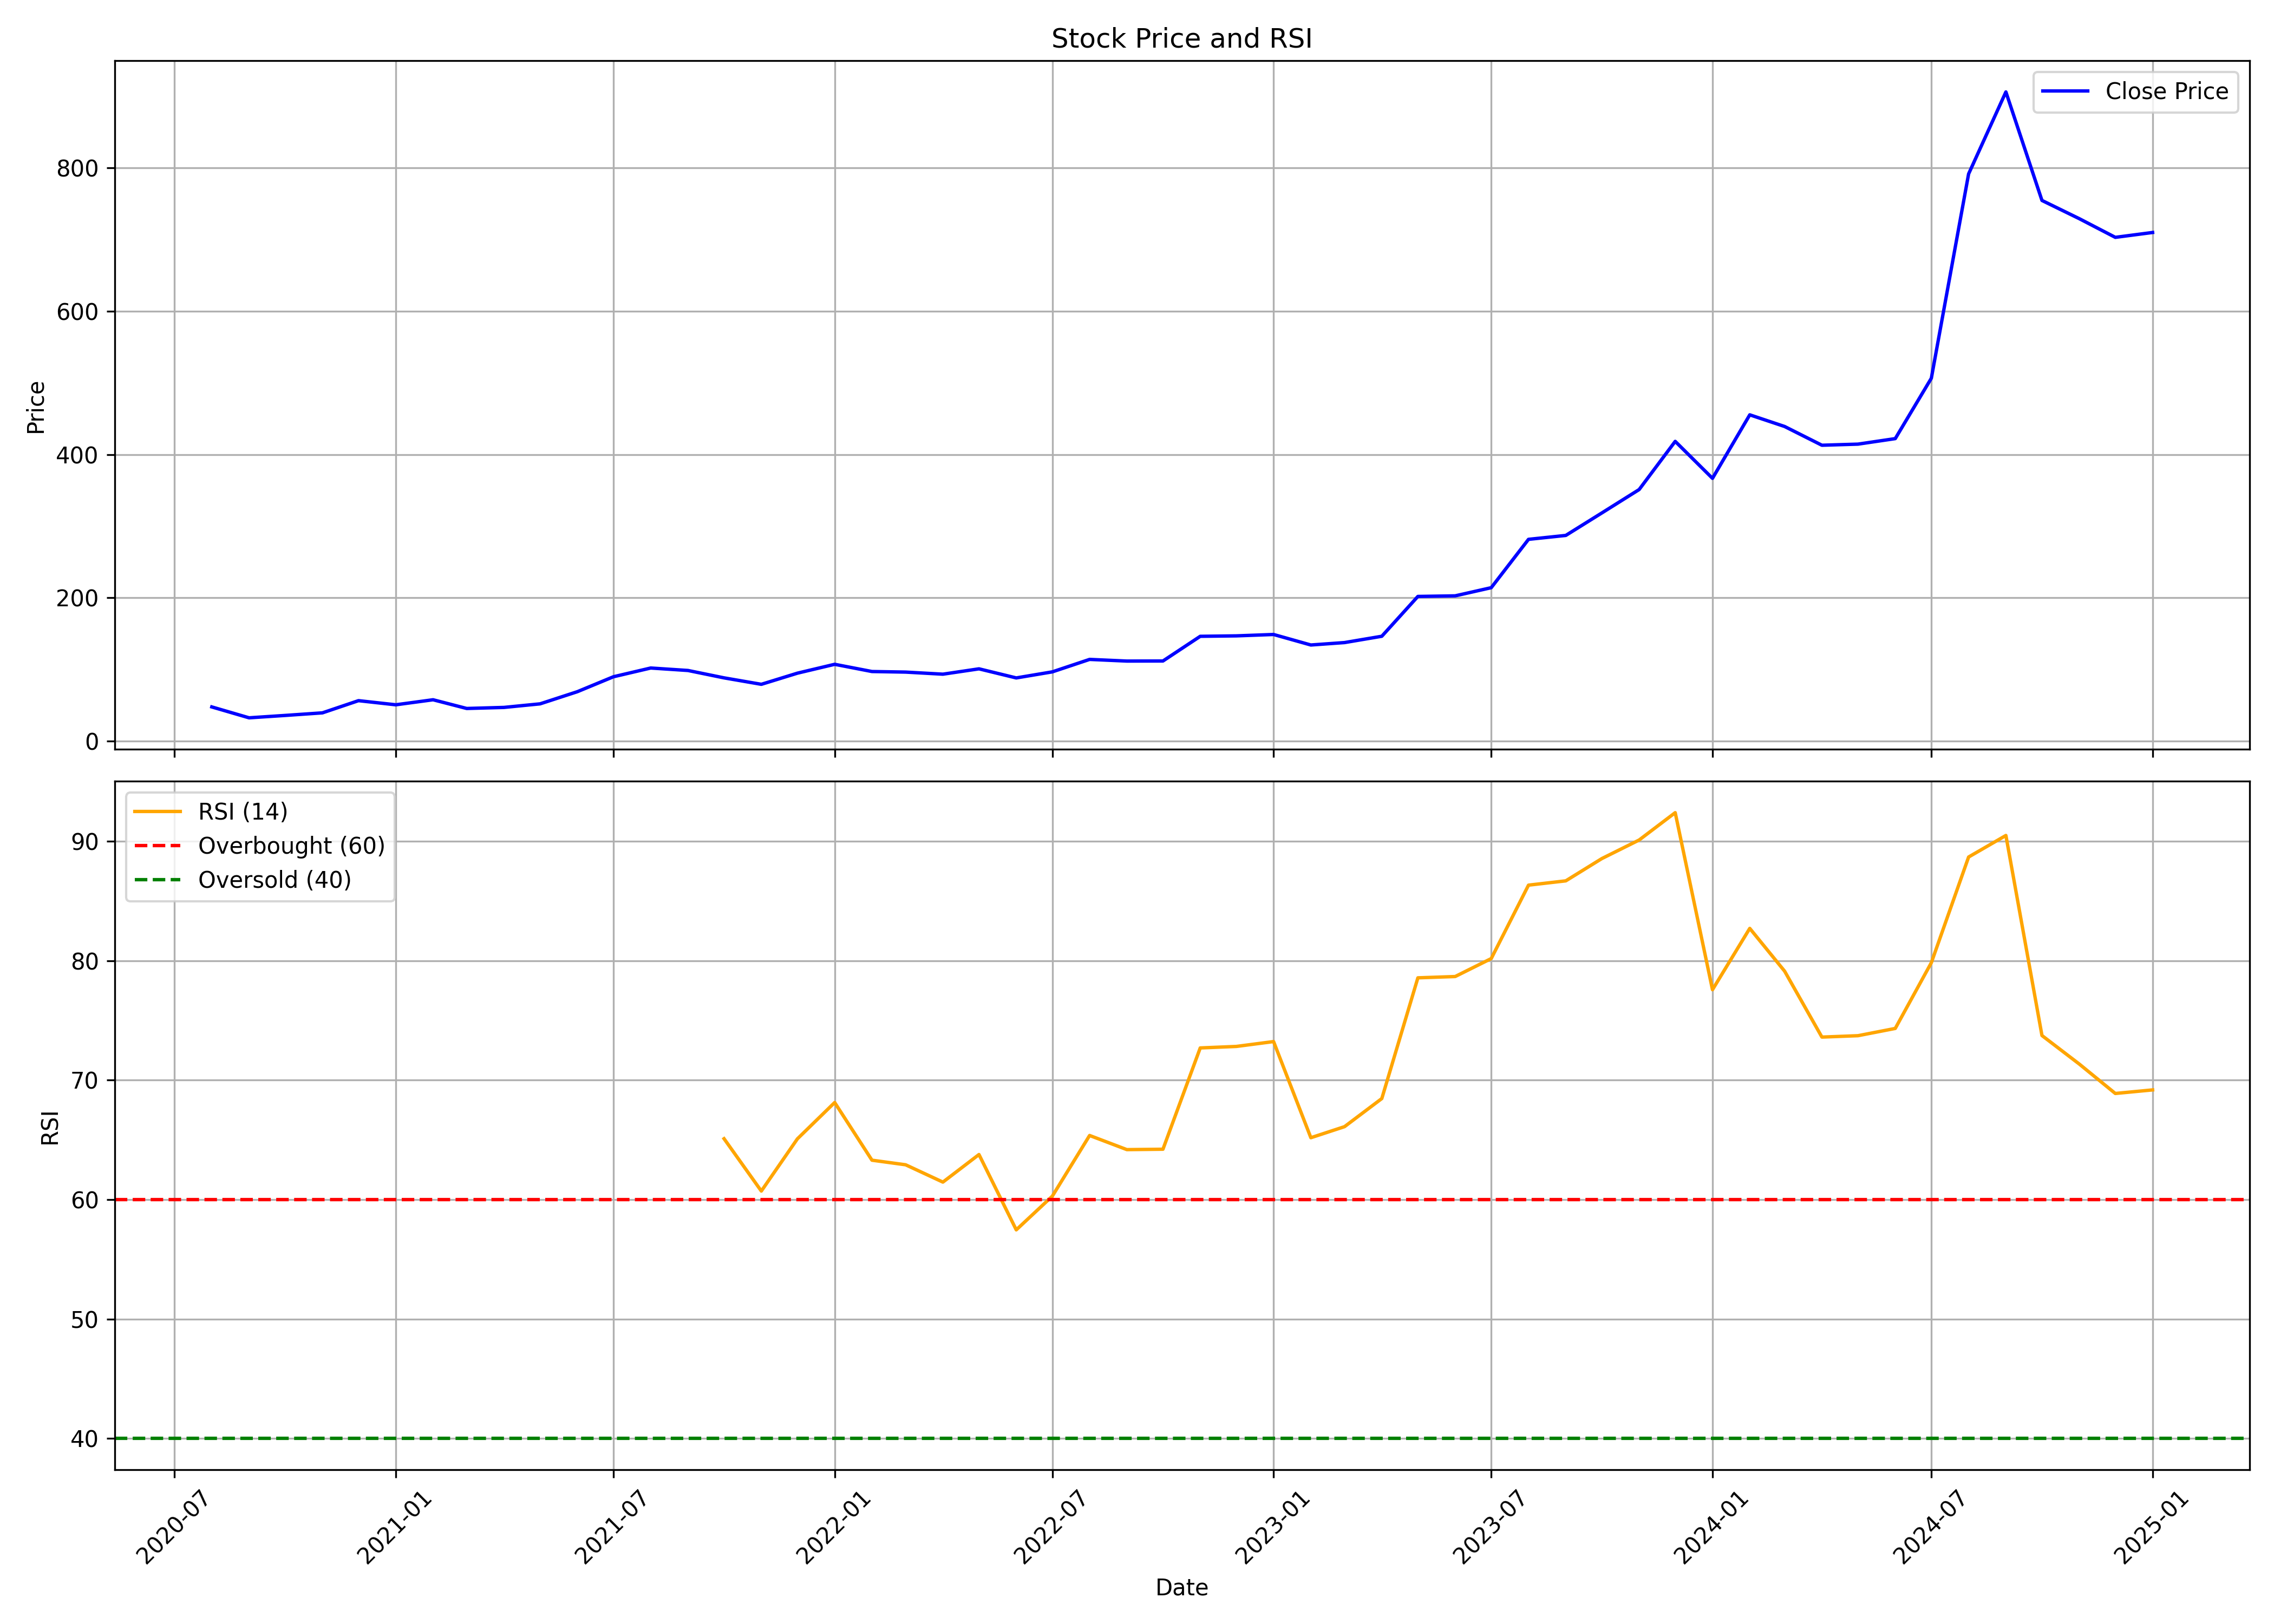 Stock Price and RSI
Close Price
800
600
400
200
0
Price
RSI (14)
Overbought (60)
Oversold (40)
90
80
70
60
50
40
RSI
2020-07
2021-01
2021-07
2022-01
2022-07
2023-01
2023-07
2024-01
2024-07
2025-01
Date